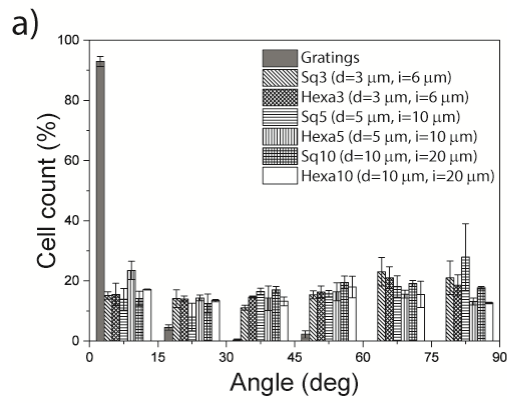 a)
100
80
60
40
20
0
Cell count (%)
Gratings
Sq3 (d=3 μm, i=6 μm)
Hexa3 (d=3 μm, i=6 μm)
Sq5 (d=5 μm, i=10 μm)
Hexa5 (d=5 μm, i=10 μm)
Sq10 (d=10 μm, i=20 μm)
Hexa10 (d=10 μm, i=20 μm)
0 15 30 45 60 75 90
Angle (deg)